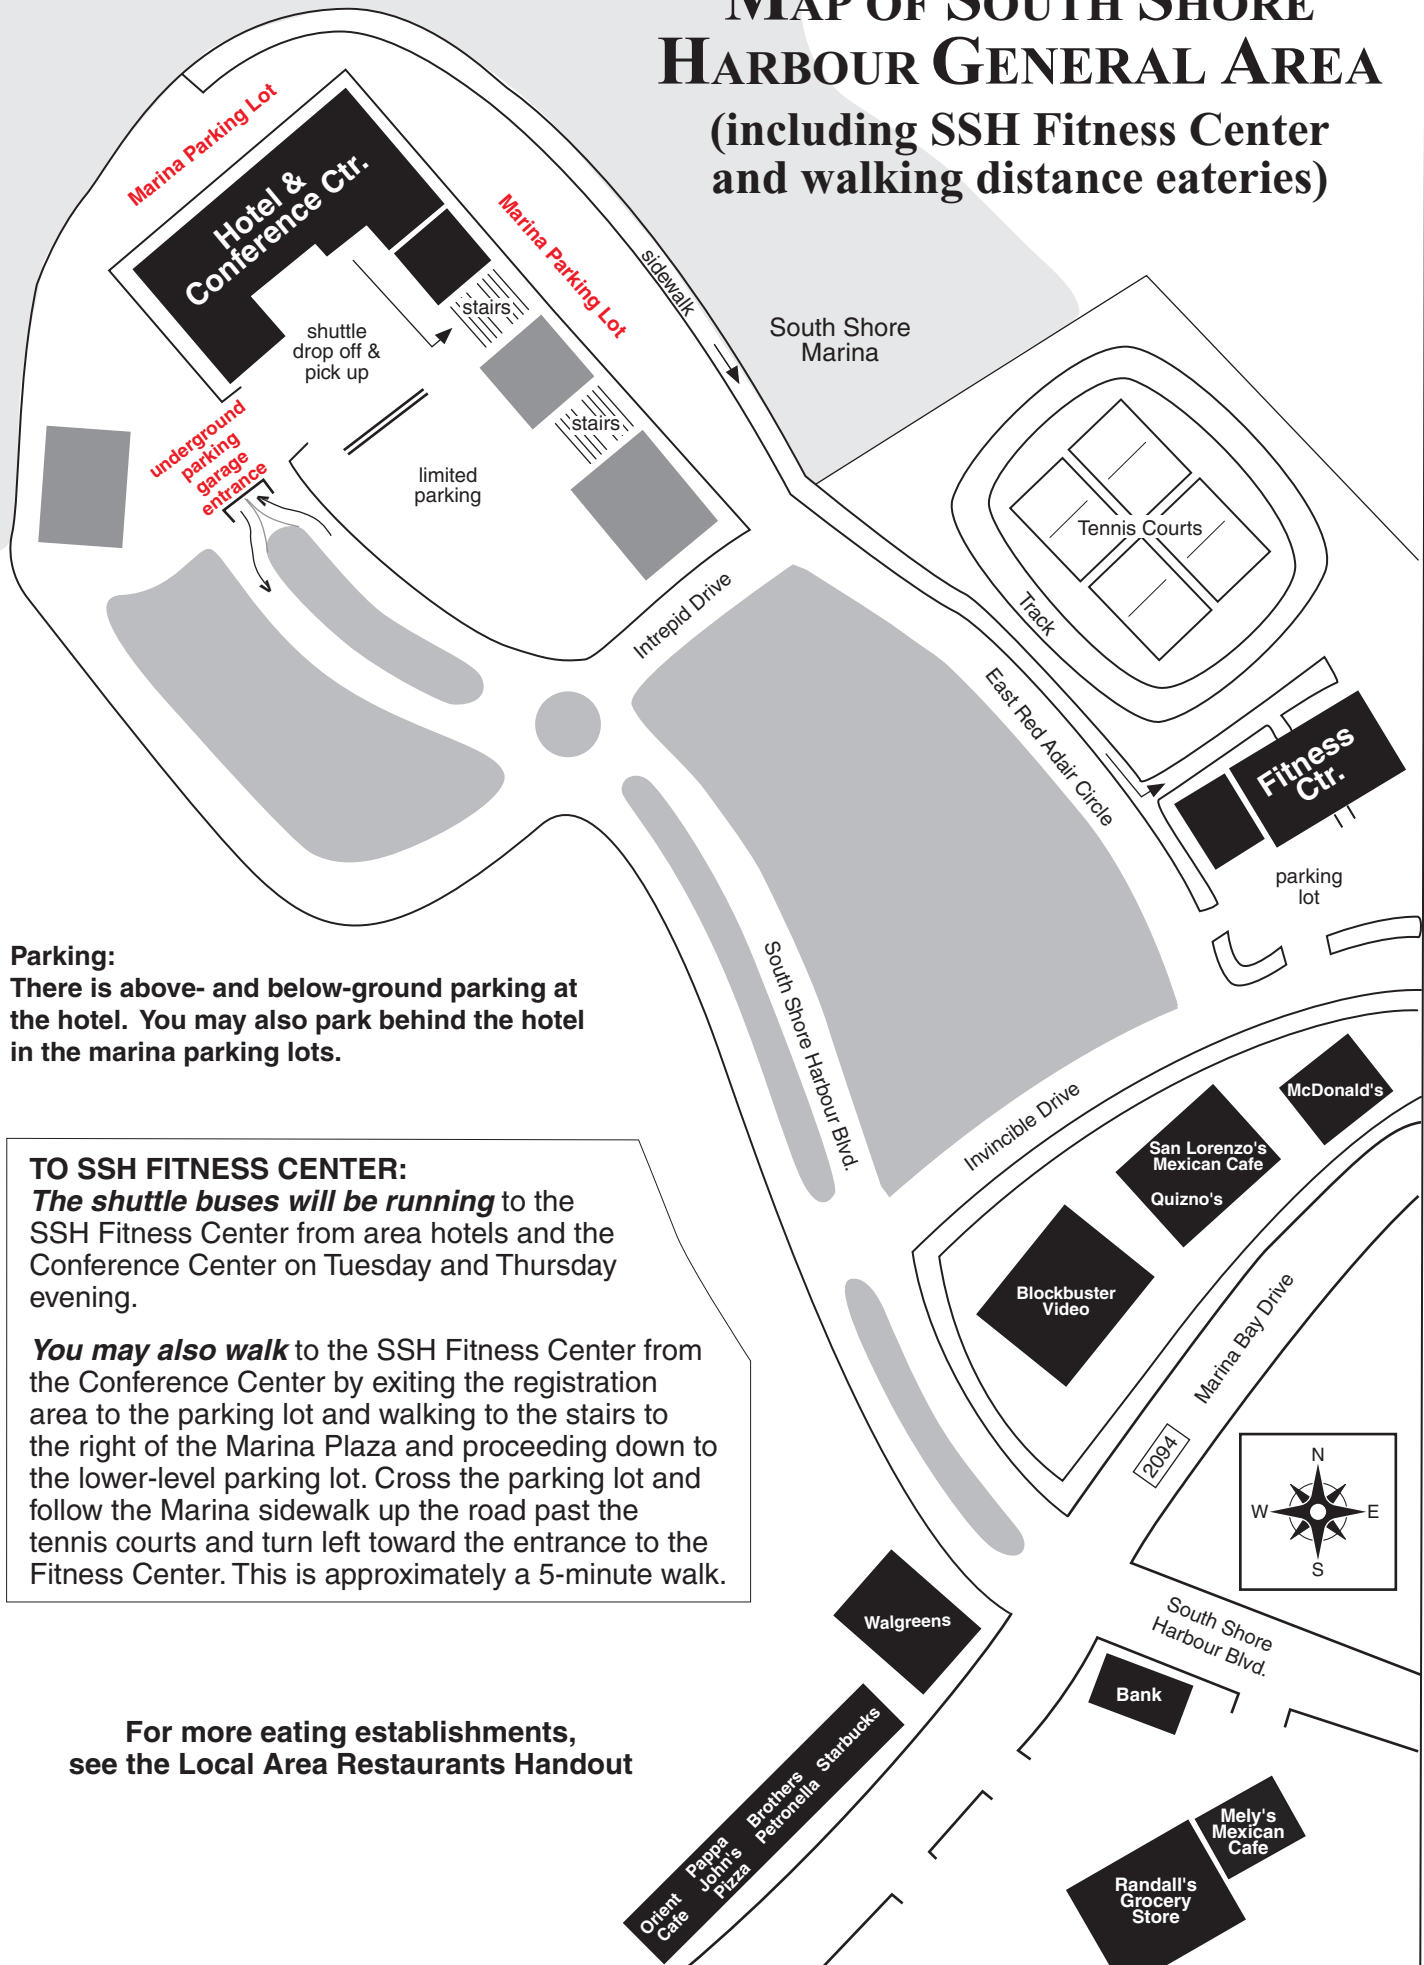 MAP OF SOUTH SHORE
HARBOUR GENERAL AREA
(including SSH Fitness Center
and walking distance eateries)
Marina Parking Lot
Hotel &
Conference Ctr.
Marina Parking Lot
sidewalk
stairs
shuttle
drop off &
pick up
South Shore
Marina
stairs
underground
parking
garage
entrance
limited
parking
Tennis Courts
Track
Intrepid Drive
East Red Adair Circle
Fitness
Ctr.
parking
lot
Parking:
There is above- and below-ground parking at
the hotel. You may also park behind the hotel
in the marina parking lots.
South Shore Harbour Blvd.
Invincible Drive
McDonald's
San Lorenzo's
Mexican Cafe
Quizno's
Blockbuster
Video
Marina Bay Drive
2094
TO SSH FITNESS CENTER:
The shuttle buses will be running to the
SSH Fitness Center from area hotels and the
Conference Center on Tuesday and Thursday
evening.
You may also walk to the SSH Fitness Center from
the Conference Center by exiting the registration
area to the parking lot and walking to the stairs to
the right of the Marina Plaza and proceeding down to
the lower-level parking lot. Cross the parking lot and
follow the Marina sidewalk up the road past the
tennis courts and turn left toward the entrance to the
Fitness Center. This is approximately a 5-minute walk.
N
W
E
S
South Shore
Harbour Blvd.
Walgreens
Bank
For more eating establishments,
see the Local Area Restaurants Handout
Starbucks
Brothers
Petronella
Pappa
John's
Pizza
Orient
Cafe
Mely's
Mexican
Cafe
Randall's
Grocery
Store